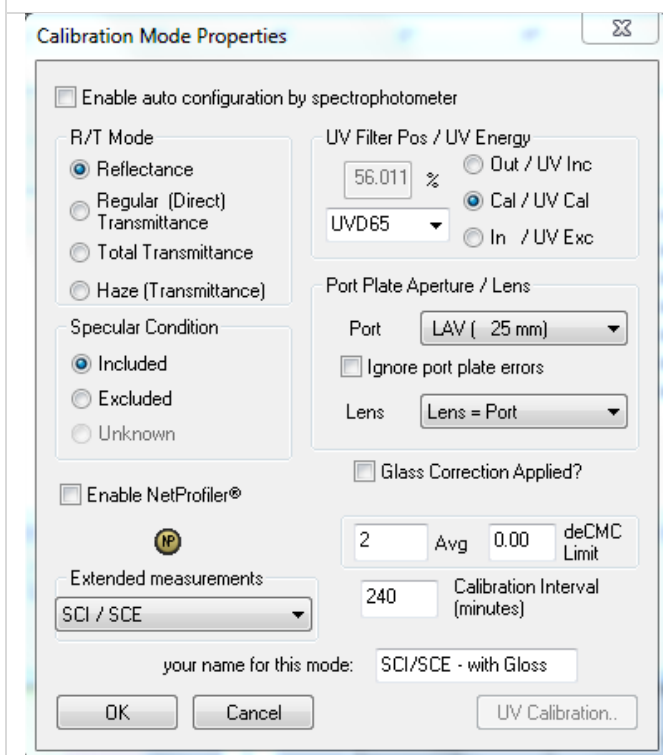 Calibration Mode Properties
Enable auto configuration by spectrophotometer
R/T Mode
Reflectance
Regular (Direct)
Transmittance
Total Transmittance
Haze (Transmittance)
UV Filter Pos / UV Energy
56.011 %
UVD65
Out / UV Inc
Cal / UV Cal
In / UV Exc
Specular Condition
Included
Excluded
Unknown
Port Plate Aperture / Lens
Port LAV ( 25 mm)
Ignore port plate errors
Lens Lens = Port
Glass Correction Applied?
Enable NetProfiler®
NP
2 Avg 0.00 deCMC
Limit
Extended measurements
SCI / SCE
240 Calibration Interval
(minutes)
your name for this mode: SCI/SCE - with Gloss
OK Cancel UV Calibration..